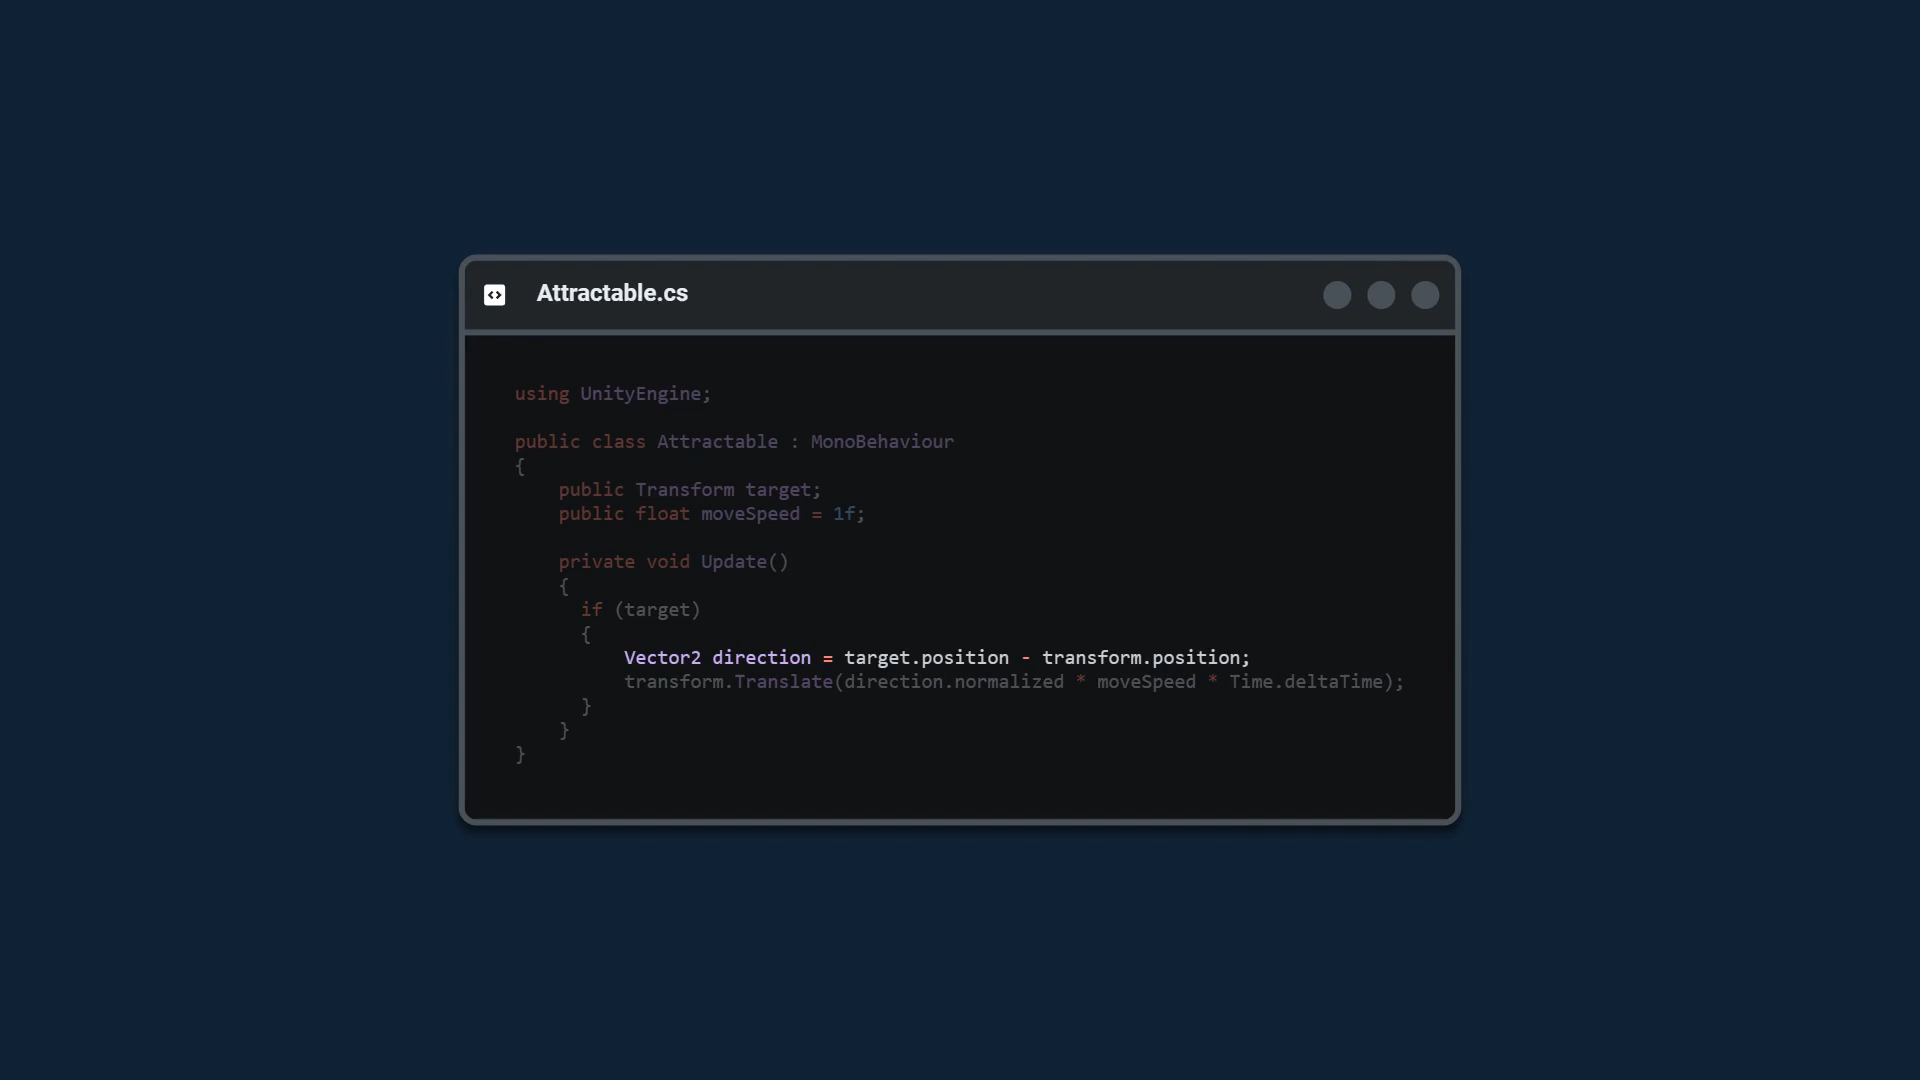 Attractable.cs
using UnityEngine;
public class Attractable : MonoBehaviour
{
    public Transform target;
    public float moveSpeed = 1f;
    private void Update()
    {
      if (target)
      {
          Vector2 direction = target.position - transform.position;
          transform.Translate(direction.normalized * moveSpeed * Time.deltaTime);
      }
    }
}